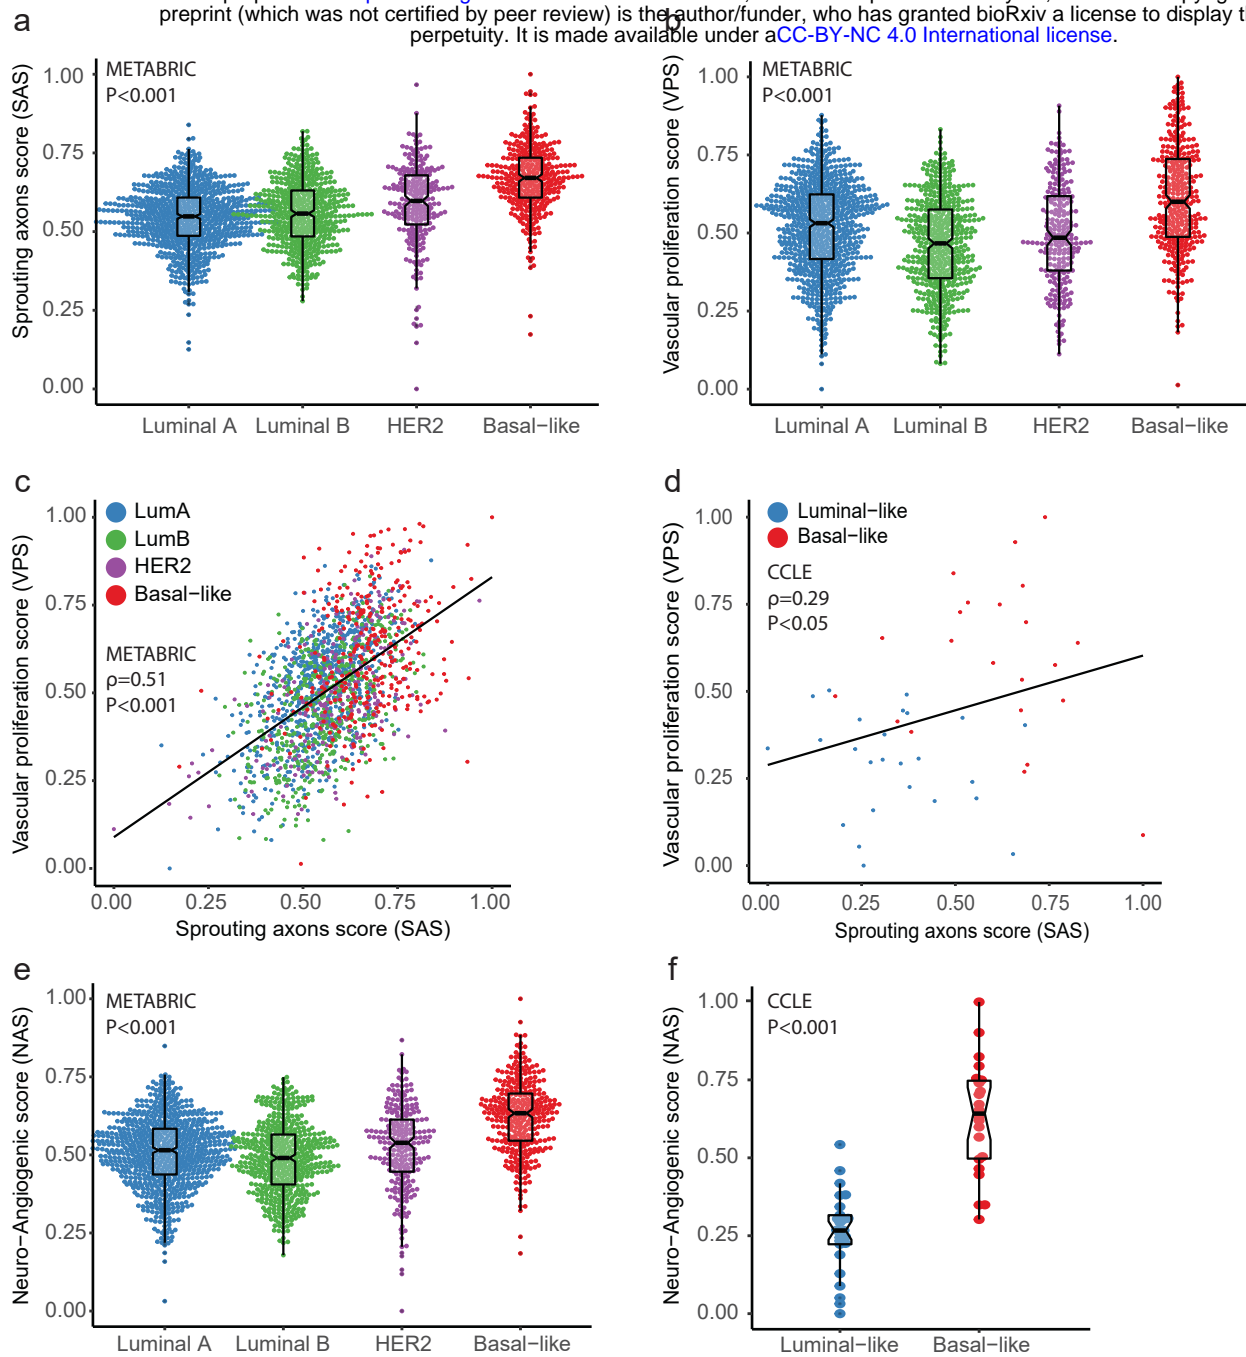 preprint (which was not certified by peer review) is the author/funder, who has granted bioRxiv a license to display
perpetuity. It is made available under aCC-BY-NC 4.0 International license.
a
Sprouting axons score (SAS)
METABRIC
P<0.001
1.00
0.75
0.50
0.25
0.00
Luminal A Luminal B HER2 Basal−like
b
Vascular proliferation score (VPS)
METABRIC
P<0.001
1.00
0.75
0.50
0.25
0.00
Luminal A Luminal B HER2 Basal−like
c
Vascular proliferation score (VPS)
LumA
LumB
HER2
Basal−like
METABRIC
ρ=0.51
P<0.001
1.00
0.75
0.50
0.25
0.00
0.00 0.25 0.50 0.75 1.00
Sprouting axons score (SAS)
d
Vascular proliferation score (VPS)
Luminal−like
Basal−like
CCLE
ρ=0.29
P<0.05
1.00
0.75
0.50
0.25
0.00
0.00 0.25 0.50 0.75 1.00
Sprouting axons score (SAS)
e
Neuro−Angiogenic score (NAS)
METABRIC
P<0.001
1.00
0.75
0.50
0.25
0.00
Luminal A Luminal B HER2 Basal−like
f
Neuro−Angiogenic score (NAS)
CCLE
P<0.001
1.00
0.75
0.50
0.25
0.00
Luminal−like Basal−like